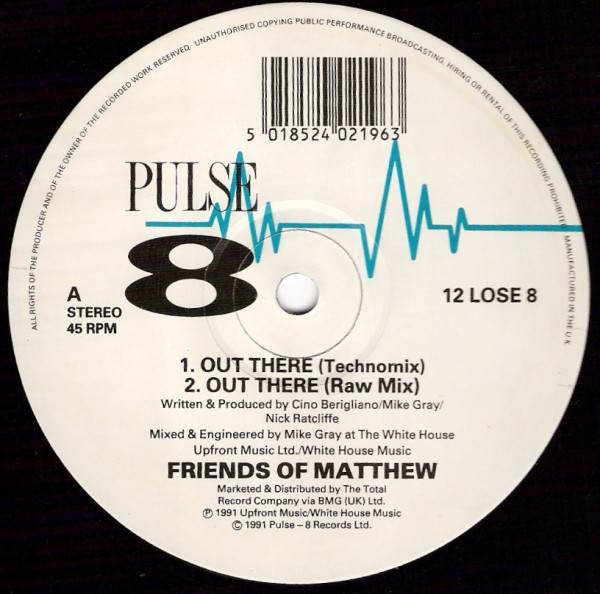 ALL RIGHTS OF THE PRODUCER AND OF THE OWNER OF THE RECORDED WORK RESERVED. UNAUTHORISED COPYING PUBLIC PERFORMANCE BROADCASTING, HIRING OR RENTAL OF THIS RECORDING PROHIBITED. MANUFACTURED IN THE U.K.
5 018524 021963
PULSE
8
A
STEREO
45 RPM
12 LOSE 8
1. OUT THERE (Technomix)
2. OUT THERE (Raw Mix)
Written & Produced by Cino Berigliano/Mike Gray/
Nick Ratcliffe
Mixed & Engineered by Mike Gray at The White House
Upfront Music Ltd./White House Music
FRIENDS OF MATTHEW
Marketed & Distributed by The Total
Record Company via BMG (UK) Ltd.
℗ 1991 Upfront Music/White House Music
© 1991 Pulse – 8 Records Ltd.